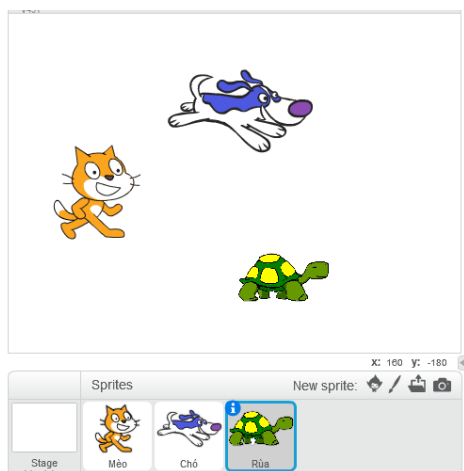 x: 160 y: -180
Sprites
New sprite:
Stage
Mèo
Chó
Rùa